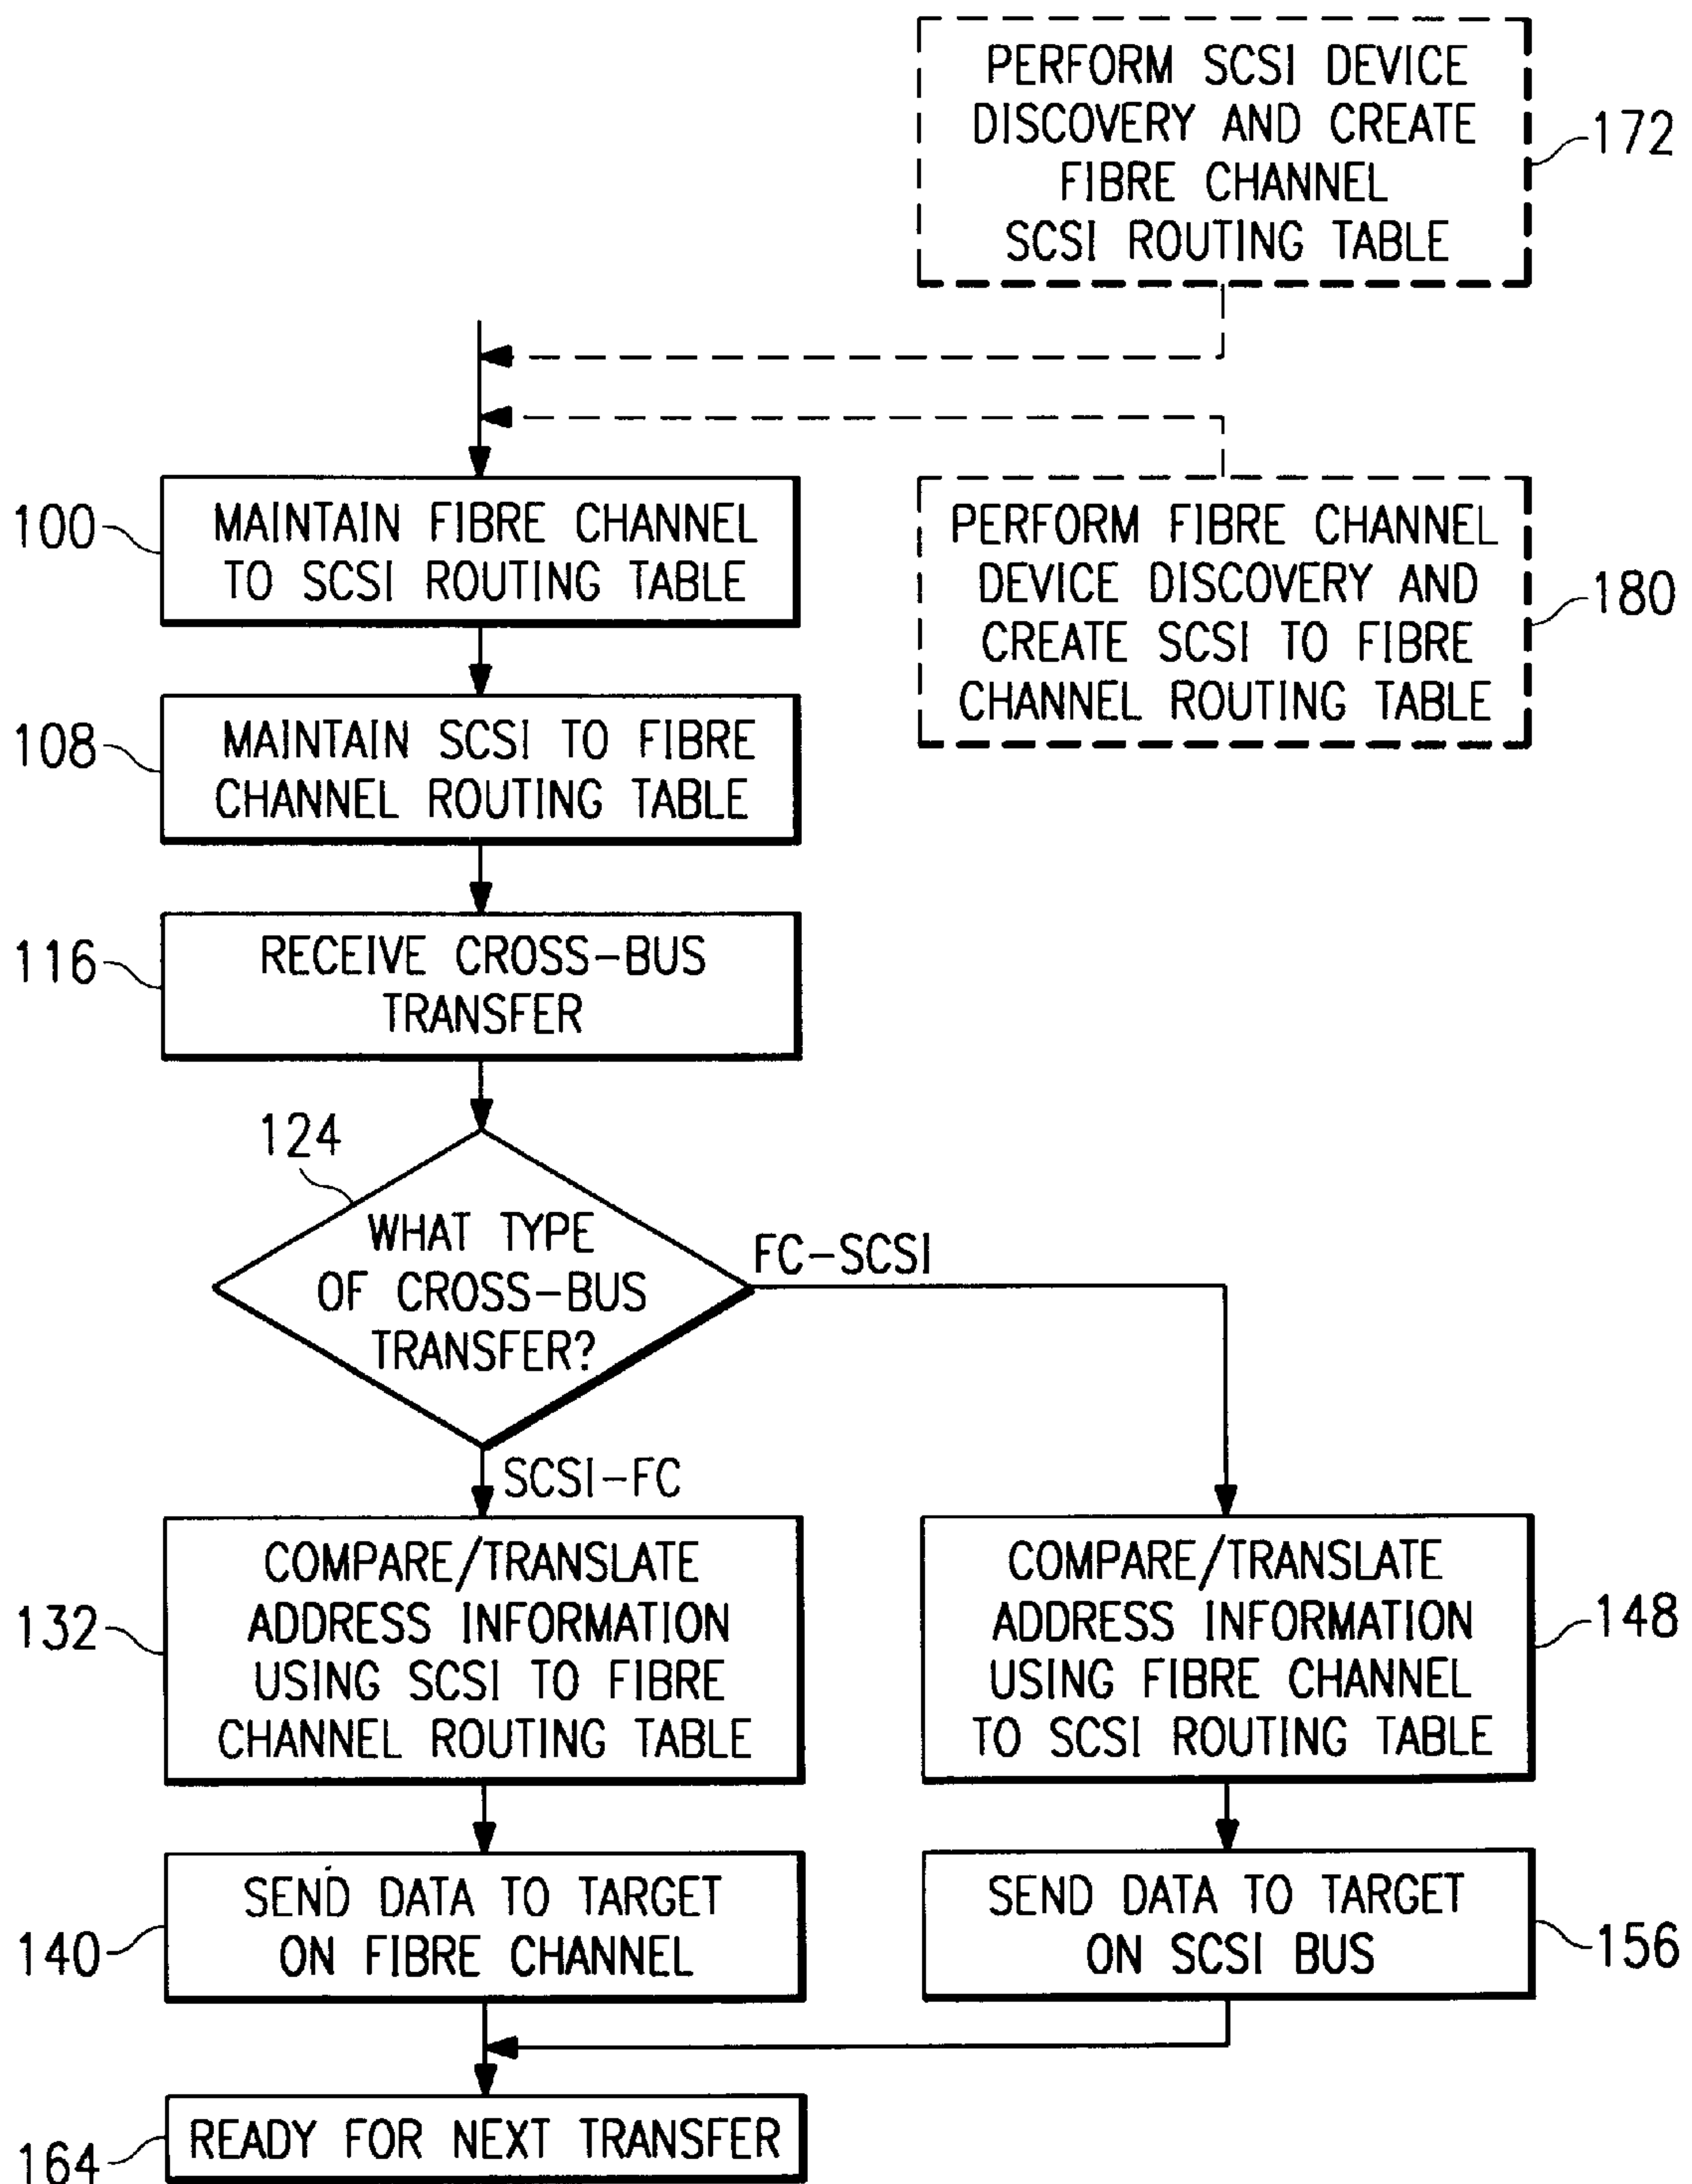 PERFORM SCSI DEVICE
DISCOVERY AND CREATE
FIBRE CHANNEL
SCSI ROUTING TABLE
172
100
MAINTAIN FIBRE CHANNEL
TO SCSI ROUTING TABLE
PERFORM FIBRE CHANNEL
DEVICE DISCOVERY AND
CREATE SCSI TO FIBRE
CHANNEL ROUTING TABLE
180
108
MAINTAIN SCSI TO FIBRE
CHANNEL ROUTING TABLE
116
RECEIVE CROSS-BUS
TRANSFER
124
WHAT TYPE
OF CROSS-BUS
TRANSFER?
FC-SCSI
SCSI-FC
132
COMPARE/TRANSLATE
ADDRESS INFORMATION
USING SCSI TO FIBRE
CHANNEL ROUTING TABLE
COMPARE/TRANSLATE
ADDRESS INFORMATION
USING FIBRE CHANNEL
TO SCSI ROUTING TABLE
148
140
SEND DATA TO TARGET
ON FIBRE CHANNEL
SEND DATA TO TARGET
ON SCSI BUS
156
164
READY FOR NEXT TRANSFER